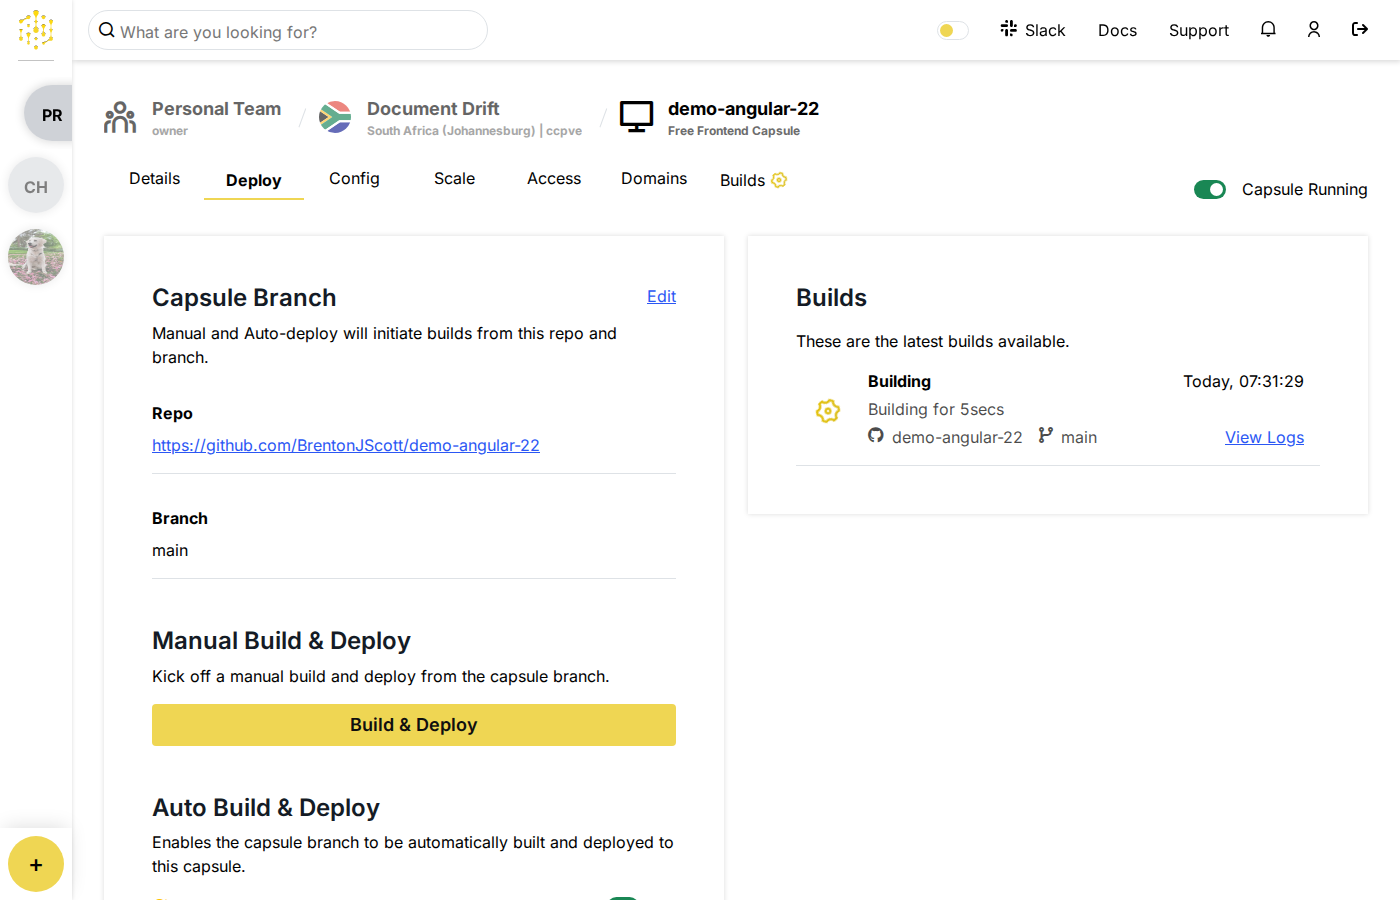 What are you looking for?
Slack
Docs
Support
PR
CH
+
Personal Team
owner
/
Document Drift
South Africa (Johannesburg) | ccpve
/
demo-angular-22
Free Frontend Capsule
Details
Deploy
Config
Scale
Access
Domains
Builds
Capsule Running
Capsule Branch
Edit
Manual and Auto-deploy will initiate builds from this repo and
branch.
Repo
https://github.com/BrentonJScott/demo-angular-22
Branch
main
Manual Build & Deploy
Kick off a manual build and deploy from the capsule branch.
Build & Deploy
Auto Build & Deploy
Enables the capsule branch to be automatically built and deployed to
this capsule.
Builds
These are the latest builds available.
Building
Today, 07:31:29
Building for 5secs
demo-angular-22
main
View Logs